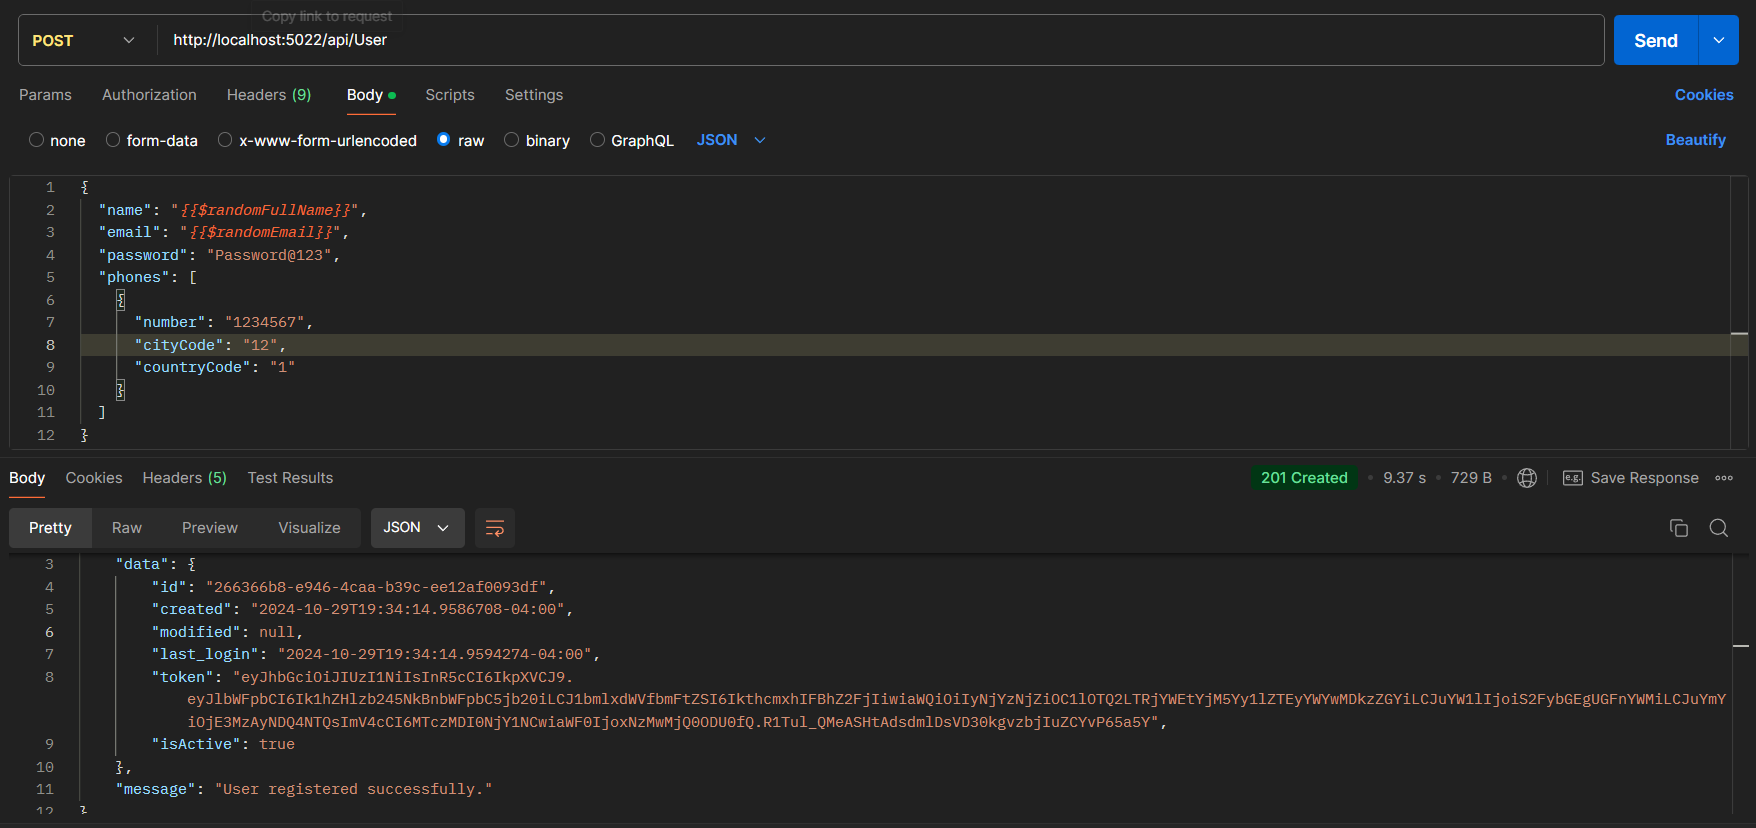 Copy link to request
POST http://localhost:5022/api/User Send
Params Authorization Headers (9) Body Scripts Settings Cookies
none form-data x-www-form-urlencoded raw binary GraphQL JSON Beautify
1 {
2 "name": "{{$randomFullName}}",
3 "email": "{{$randomEmail}}",
4 "password": "Password@123",
5 "phones": [
6 {
7 "number": "1234567",
8 "cityCode": "12",
9 "countryCode": "1"
10 }
11 ]
12 }
Body Cookies Headers (5) Test Results 201 Created 9.37 s 729 B e.g. Save Response
Pretty Raw Preview Visualize JSON
3 "data": {
4 "id": "266366b8-e946-4caa-b39c-ee12af0093df",
5 "created": "2024-10-29T19:34:14.9586708-04:00",
6 "modified": null,
7 "last_login": "2024-10-29T19:34:14.9594274-04:00",
8 "token": "eyJhbGciOiJIUzI1NiIsInR5cCI6IkpXVCJ9.
eyJlbWFpbCI6Ik1hZHlzb245NkBnbWFpbC5jb20iLCJ1bmlxdWVfbmFtZSI6IkthcmxhIFBhZ2FjIiwiaWQiOiIyNjYzNjZiOC1lOTQ2LTRjYWEtYjM5Yy1lZTEyYWYwMDkzZGYiLCJuYW1lIjoiS2FybGEgUGFnYWMiLCJuYmY
iOjE3MzAyNDQ4NTQsImV4cCI6MTczMDI0NjY1NCwiaWF0IjoxNzMwMjQ0ODU0fQ.R1Tul_QMeASHtAdsdmlDsVD30kgvzbjIuZCYvP65a5Y",
9 "isActive": true
10 },
11 "message": "User registered successfully."
12 }